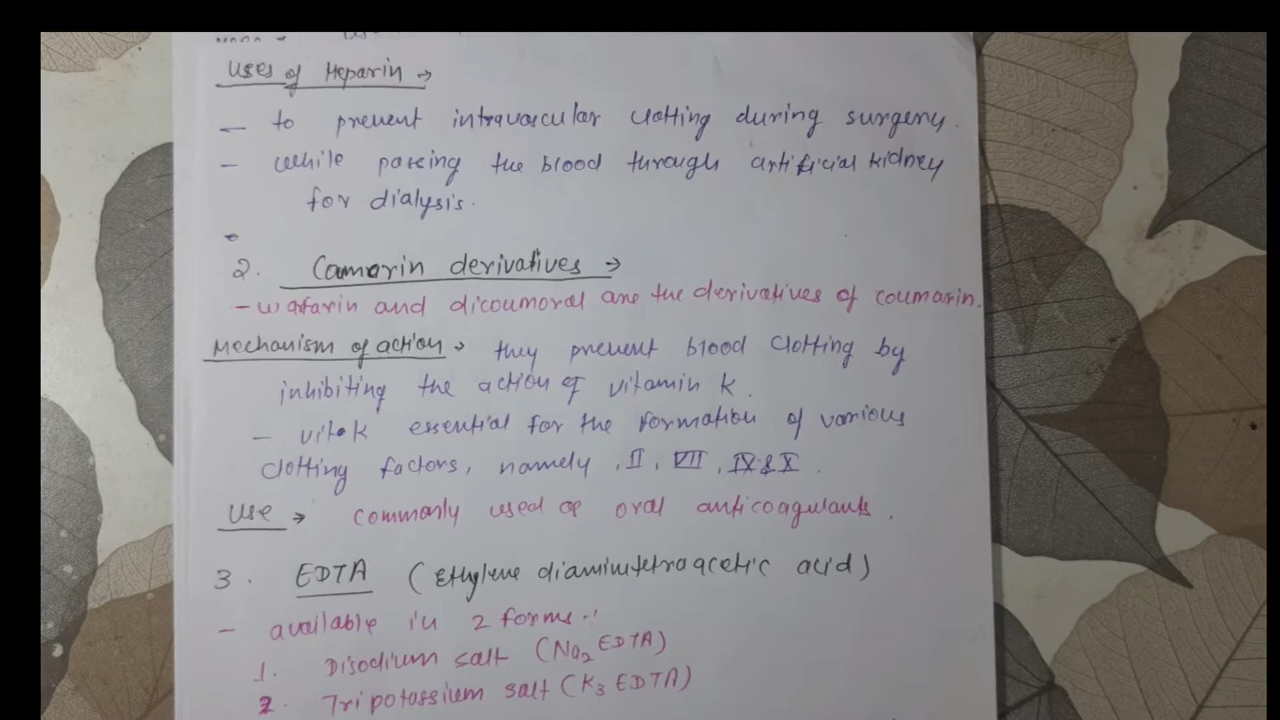 Uses of Heparin →
– to prevent intravascular clotting during surgery.
– While passing the blood through artificial kidney
for dialysis.
2. Camarin derivatives →
– Wafarin and dicoumoral are the derivatives of coumarin.
Mechanism of action → they prevent blood clotting by
inhibiting the action of vitamin K.
– vita K essential for the formation of various
clotting factors, namely, II, VII, IX & X.
Use → commonly used as oral anticoagulants.
3. EDTA (Ethylene diaminitetraacetic acid)
– available in 2 forms:
1. Disodium salt (Na₂ EDTA)
2. Tripotassium salt (K₃ EDTA)